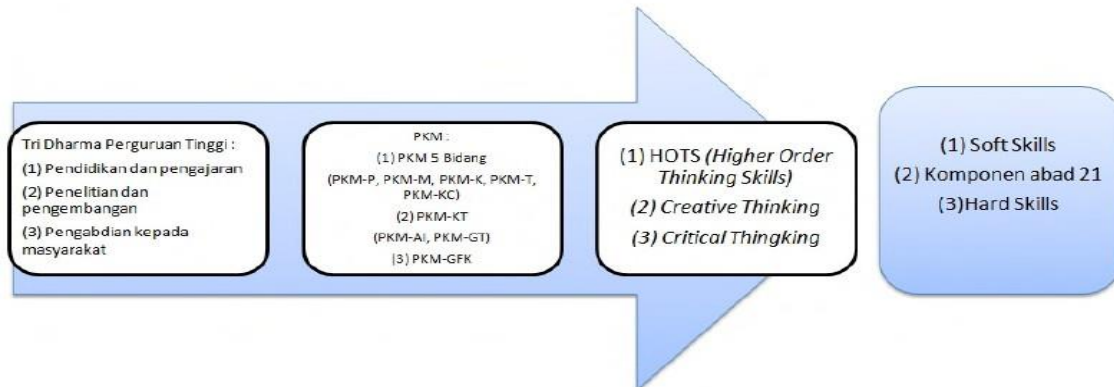 Tri Dharma Perguruan Tinggi :
(1) Pendidikan dan pengajaran
(2) Penelitian dan
pengembangan
(3) Pengabdian kepada
masyarakat
PKM :
(1) PKM 5 Bidang
(PKM-P, PKM-M, PKM-K, PKM-T,
PKM-KC)
(2) PKM-KT
(PKM-AI, PKM-GT)
(3) PKM-GFK
(1) HOTS (Higher Order
Thinking Skills)
(2) Creative Thinking
(3) Critical Thingking
(1) Soft Skills
(2) Komponen abad 21
(3)Hard Skills